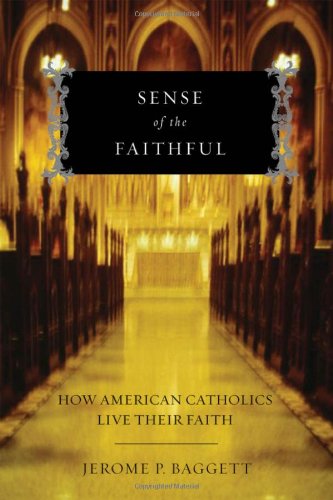 SENSE
of the
FAITHFUL
HOW AMERICAN CATHOLICS
LIVE THEIR FAITH
JEROME P. BAGGETT